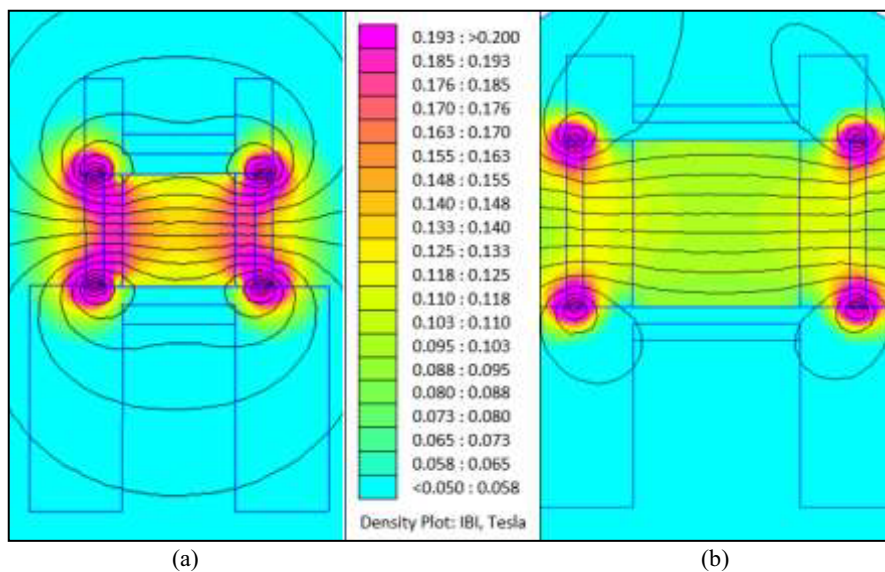 0.193 : >0.200
0.185 : 0.193
0.176 : 0.185
0.170 : 0.176
0.163 : 0.170
0.155 : 0.163
0.148 : 0.155
0.140 : 0.148
0.133 : 0.140
0.125 : 0.133
0.118 : 0.125
0.110 : 0.118
0.103 : 0.110
0.095 : 0.103
0.088 : 0.095
0.080 : 0.088
0.073 : 0.080
0.065 : 0.073
0.058 : 0.065
<0.050 : 0.058
Density Plot: IBI, Tesla
(a)
(b)